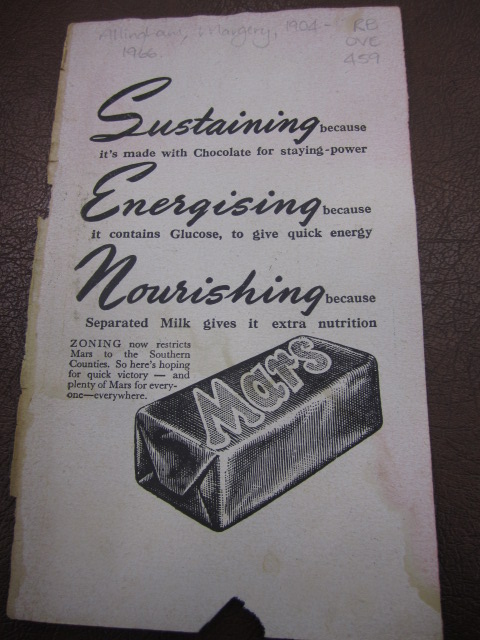 Allingham, Margery, 1904-
1966.
RB
OVE
459
Sustaining because
it's made with Chocolate for staying-power
Energising because
it contains Glucose, to give quick energy
Nourishing because
Separated Milk gives it extra nutrition
ZONING now restricts
Mars to the Southern
Counties. So here's hoping
for quick victory — and
plenty of Mars for every-
one—everywhere.
Mars